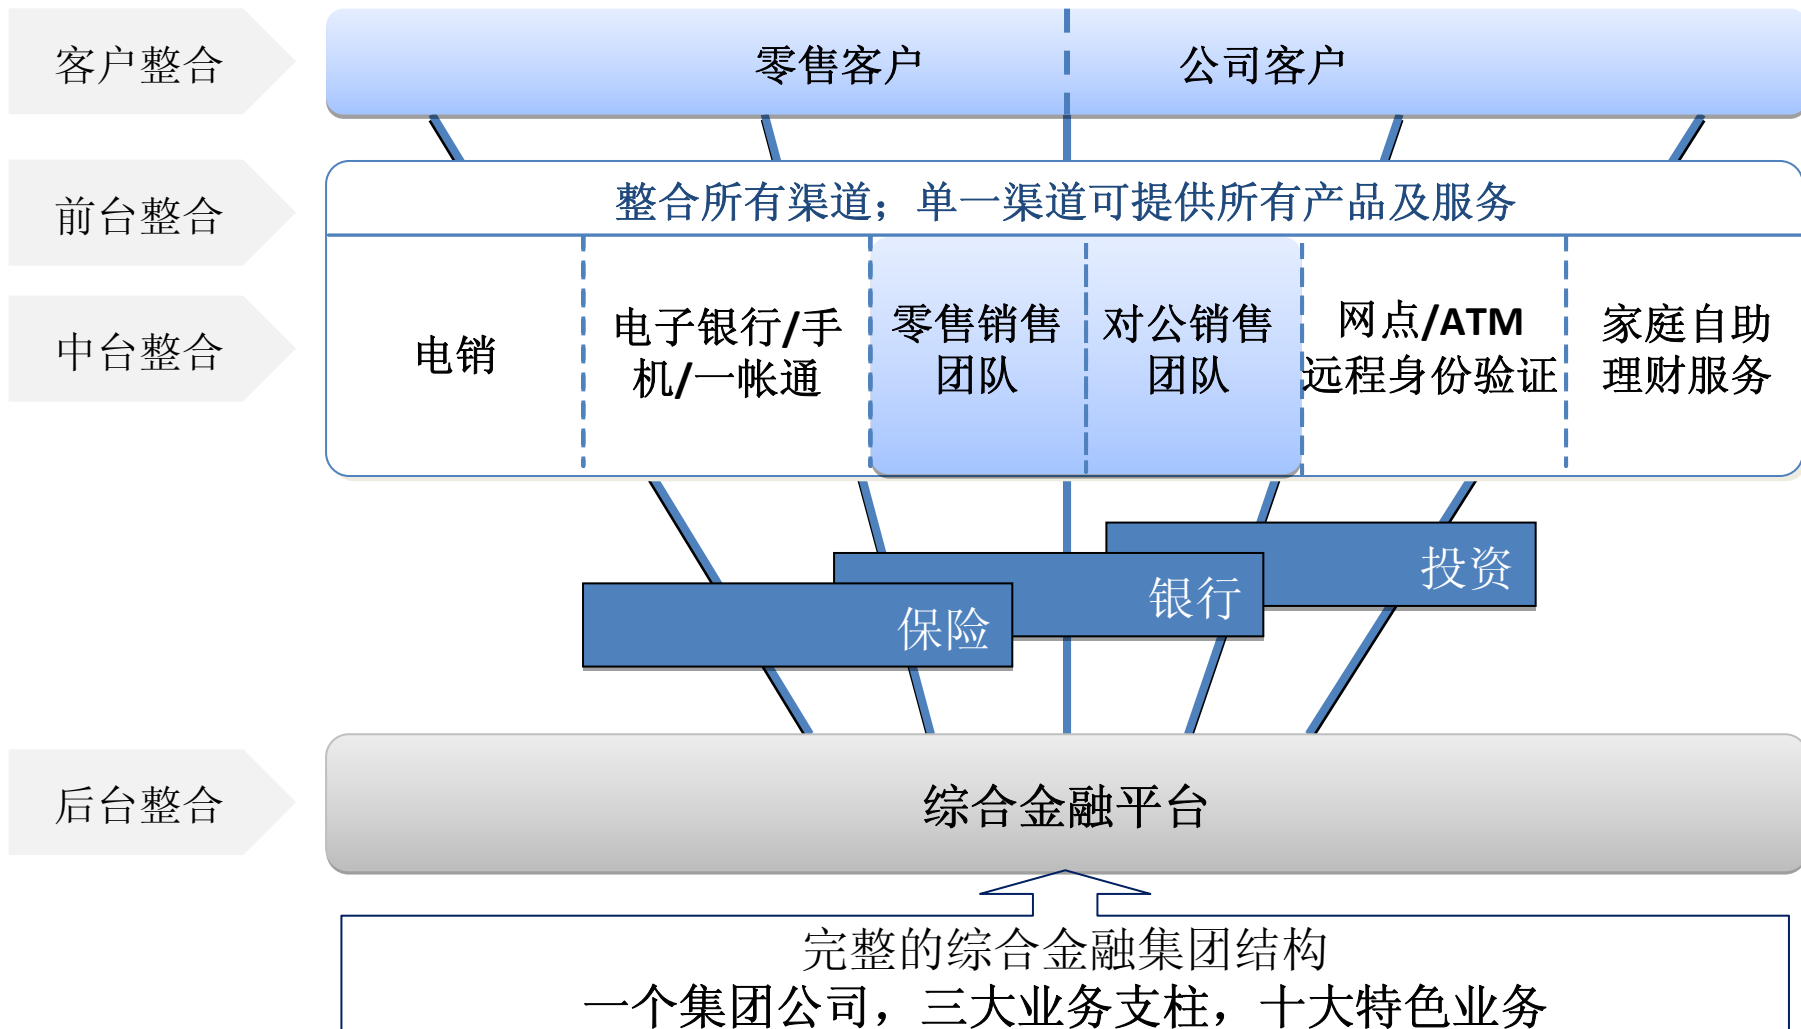 客户整合
零售客户
公司客户
前台整合
整合所有渠道；单一渠道可提供所有产品及服务
中台整合
电销
电子银行/手
机/一帐通
零售销售
团队
对公销售
团队
网点/ATM
远程身份验证
家庭自助
理财服务
投资
银行
保险
后台整合
综合金融平台
完整的综合金融集团结构
一个集团公司，三大业务支柱，十大特色业务